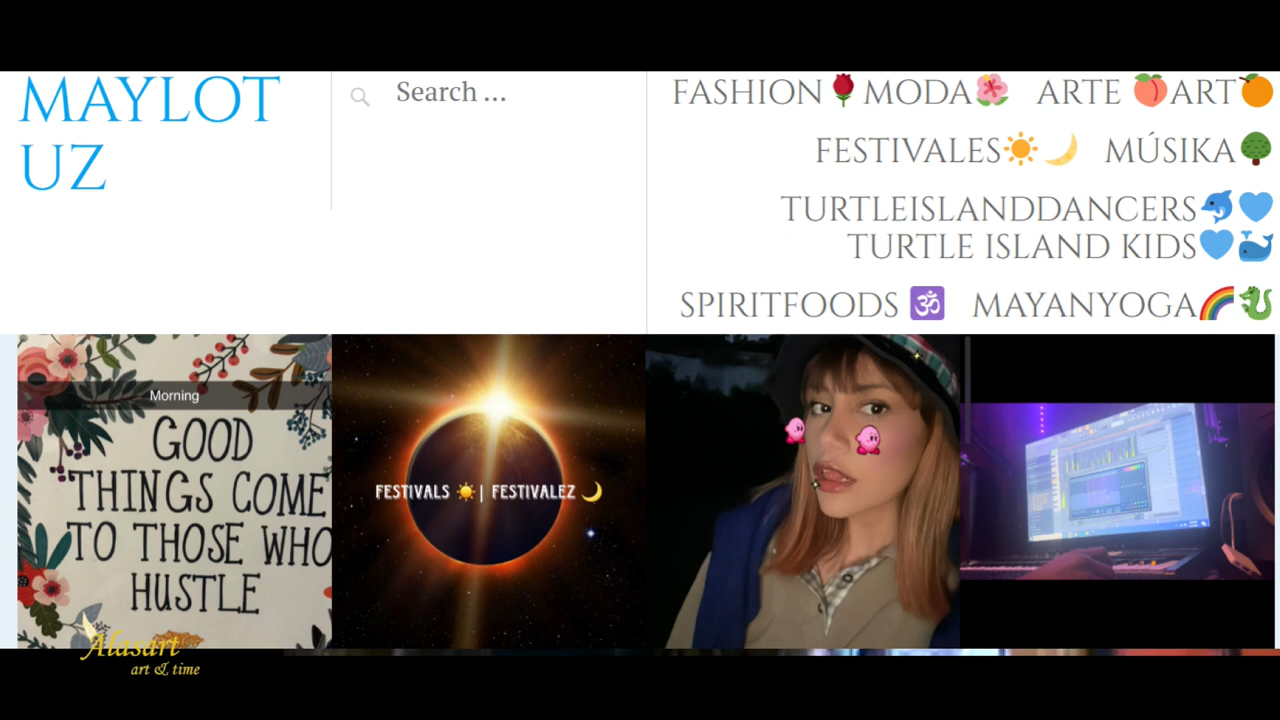 MAYLOT
UZ
Search ...
FASHION🌹MODA🌺 ARTE 🍑ART🍊
FESTIVALES☀️🌙 MÚSIKA🌳
TURTLEISLANDDANCERS🐬💙
TURTLE ISLAND KIDS💙🐳
SPIRITFOODS 🕉️ MAYANYOGA🌈🐉
Morning
GOOD
THINGS COME
TO THOSE WHO
HUSTLE
FESTIVALS ☀️| FESTIVALEZ 🌙
Alasart
art & time